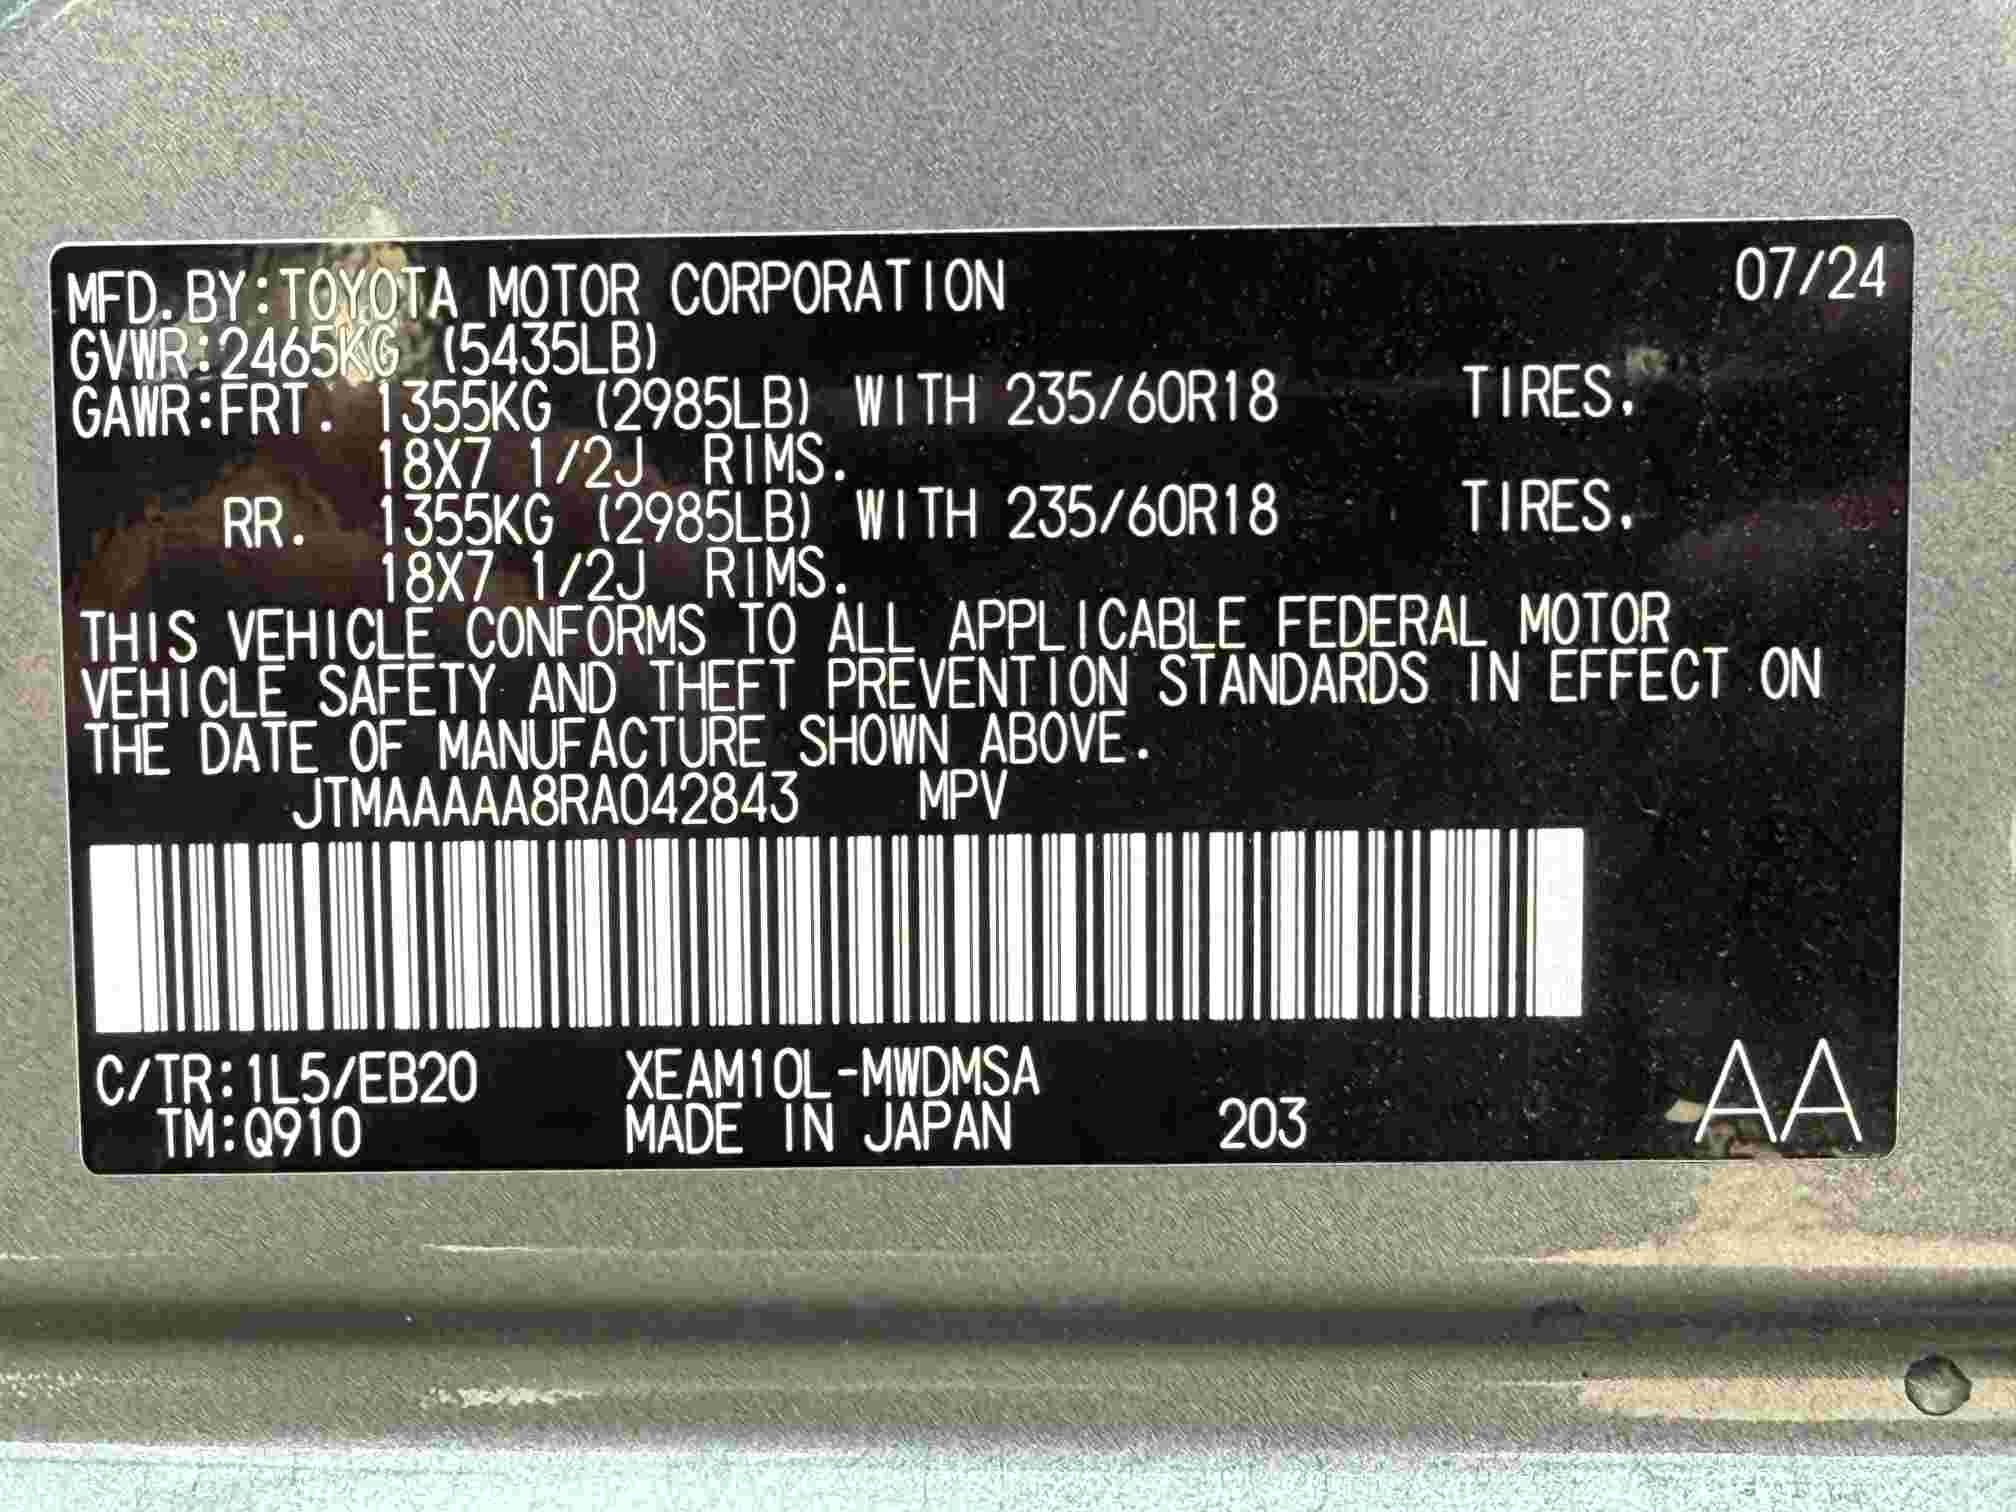 MFD.BY:TOYOTA MOTOR CORPORATION 07/24
GVWR:2465KG (5435LB)
GAWR:FRT. 1355KG (2985LB) WITH 235/60R18 TIRES.
18X7 1/2J RIMS.
RR. 1355KG (2985LB) WITH 235/60R18 TIRES.
18X7 1/2J RIMS.
THIS VEHICLE CONFORMS TO ALL APPLICABLE FEDERAL MOTOR
VEHICLE SAFETY AND THEFT PREVENTION STANDARDS IN EFFECT ON
THE DATE OF MANUFACTURE SHOWN ABOVE.
JTMAAAAA8RA042843 MPV
C/TR:1L5/EB20 XEAM10L-MWDMSA AA
TM:Q910 MADE IN JAPAN 203